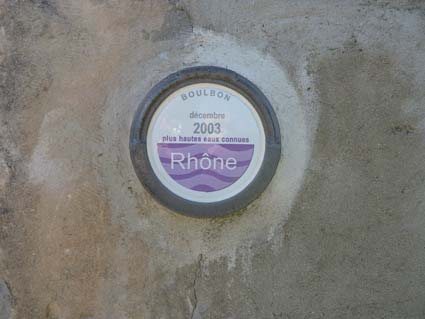 BOULBON
décembre
2003
plus hautes eaux connues
Rhône